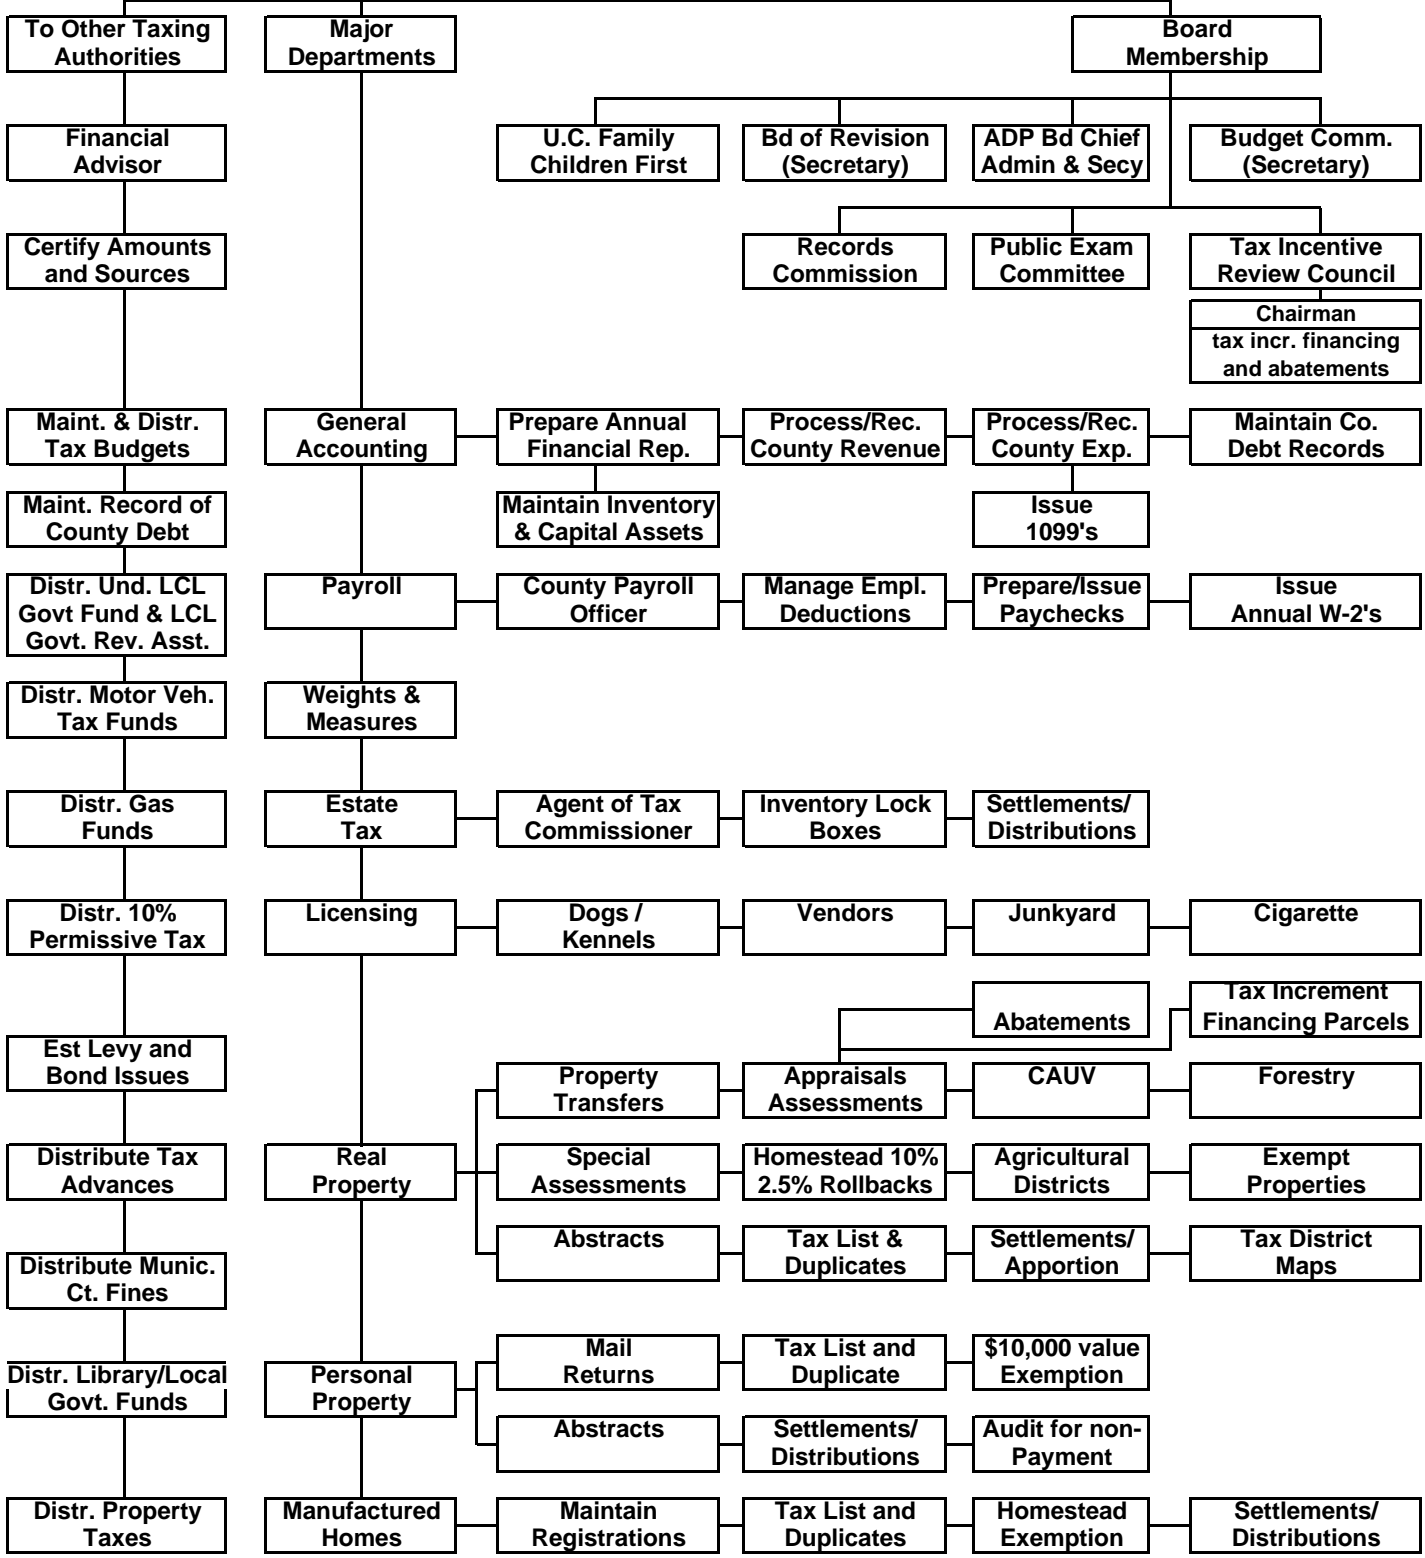 To Other Taxing
Authorities
Major
Departments
Board
Membership
Financial
Advisor
U.C. Family
Children First
Bd of Revision
(Secretary)
ADP Bd Chief
Admin & Secy
Budget Comm.
(Secretary)
Certify Amounts
and Sources
Records
Commission
Public Exam
Committee
Tax Incentive
Review Council
Chairman
tax incr. financing
and abatements
Maint. & Distr.
Tax Budgets
General
Accounting
Prepare Annual
Financial Rep.
Process/Rec.
County Revenue
Process/Rec.
County Exp.
Maintain Co.
Debt Records
Maint. Record of
County Debt
Maintain Inventory
& Capital Assets
Issue
1099's
Distr. Und. LCL
Govt Fund & LCL
Govt. Rev. Asst.
Payroll
County Payroll
Officer
Manage Empl.
Deductions
Prepare/Issue
Paychecks
Issue
Annual W-2's
Distr. Motor Veh.
Tax Funds
Weights &
Measures
Distr. Gas
Funds
Estate
Tax
Agent of Tax
Commissioner
Inventory Lock
Boxes
Settlements/
Distributions
Distr. 10%
Permissive Tax
Licensing
Dogs /
Kennels
Vendors
Junkyard
Cigarette
Abatements
Tax Increment
Financing Parcels
Est Levy and
Bond Issues
Property
Transfers
Appraisals
Assessments
CAUV
Forestry
Distribute Tax
Advances
Real
Property
Special
Assessments
Homestead 10%
2.5% Rollbacks
Agricultural
Districts
Exempt
Properties
Distribute Munic.
Ct. Fines
Abstracts
Tax List &
Duplicates
Settlements/
Apportion
Tax District
Maps
Distr. Library/Local
Govt. Funds
Personal
Property
Mail
Returns
Tax List and
Duplicate
$10,000 value
Exemption
Abstracts
Settlements/
Distributions
Audit for non-
Payment
Distr. Property
Taxes
Manufactured
Homes
Maintain
Registrations
Tax List and
Duplicates
Homestead
Exemption
Settlements/
Distributions